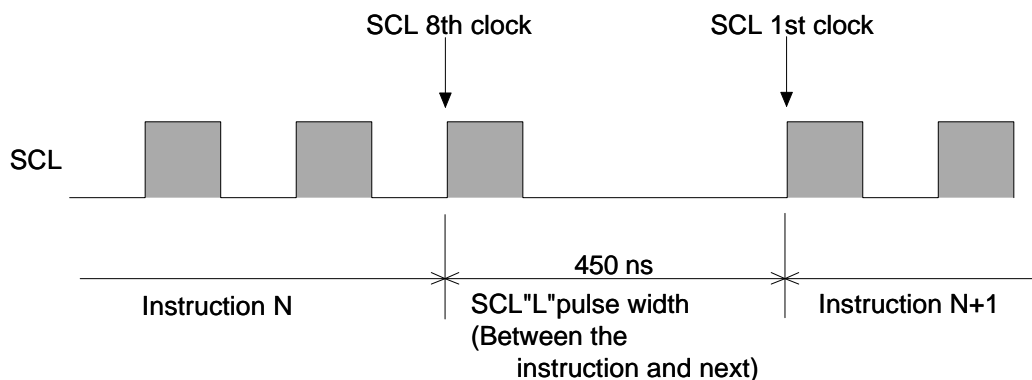 SCL 8th clock
SCL 1st clock
SCL
450 ns
Instruction N
SCL"L"pulse width
(Between the
instruction and next)
Instruction N+1